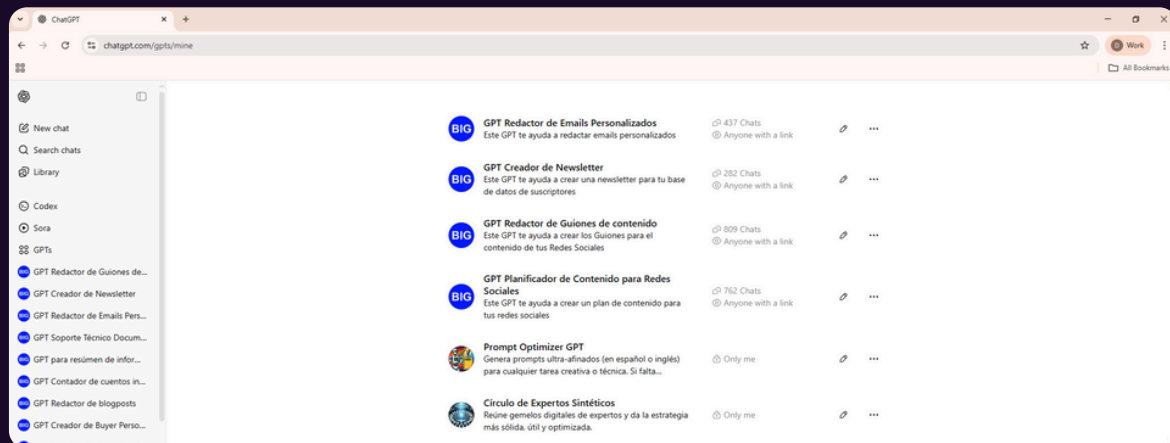 ChatGPT
chatgpt.com/gpts/mine
Work
All Bookmarks
New chat
Search chats
Library
Codex
Sora
GPTs
BIG GPT Redactor de Guiones de...
BIG GPT Creador de Newsletter
BIG GPT Redactor de Emails Pers...
BIG GPT Soporte Técnico Docum...
BIG GPT para resúmen de infor...
BIG GPT Contador de cuentos in...
BIG GPT Redactor de blogposts
BIG GPT Creador de Buyer Perso...
BIG
GPT Redactor de Emails Personalizados
Este GPT te ayuda a redactar emails personalizados
437 Chats
Anyone with a link
BIG
GPT Creador de Newsletter
Este GPT te ayuda a crear una newsletter para tu base
de datos de suscriptores
282 Chats
Anyone with a link
BIG
GPT Redactor de Guiones de contenido
Este GPT te ayuda a crear los Guiones para el
contenido de tus Redes Sociales
809 Chats
Anyone with a link
BIG
GPT Planificador de Contenido para Redes
Sociales
Este GPT te ayuda a crear un plan de contenido para
tus redes sociales
762 Chats
Anyone with a link
Prompt Optimizer GPT
Genera prompts ultra-afinados (en español o inglés)
para cualquier tarea creativa o técnica. Si falta...
Only me
Círculo de Expertos Sintéticos
Reúne gemelos digitales de expertos y da la estrategia
más sólida, útil y optimizada.
Only me